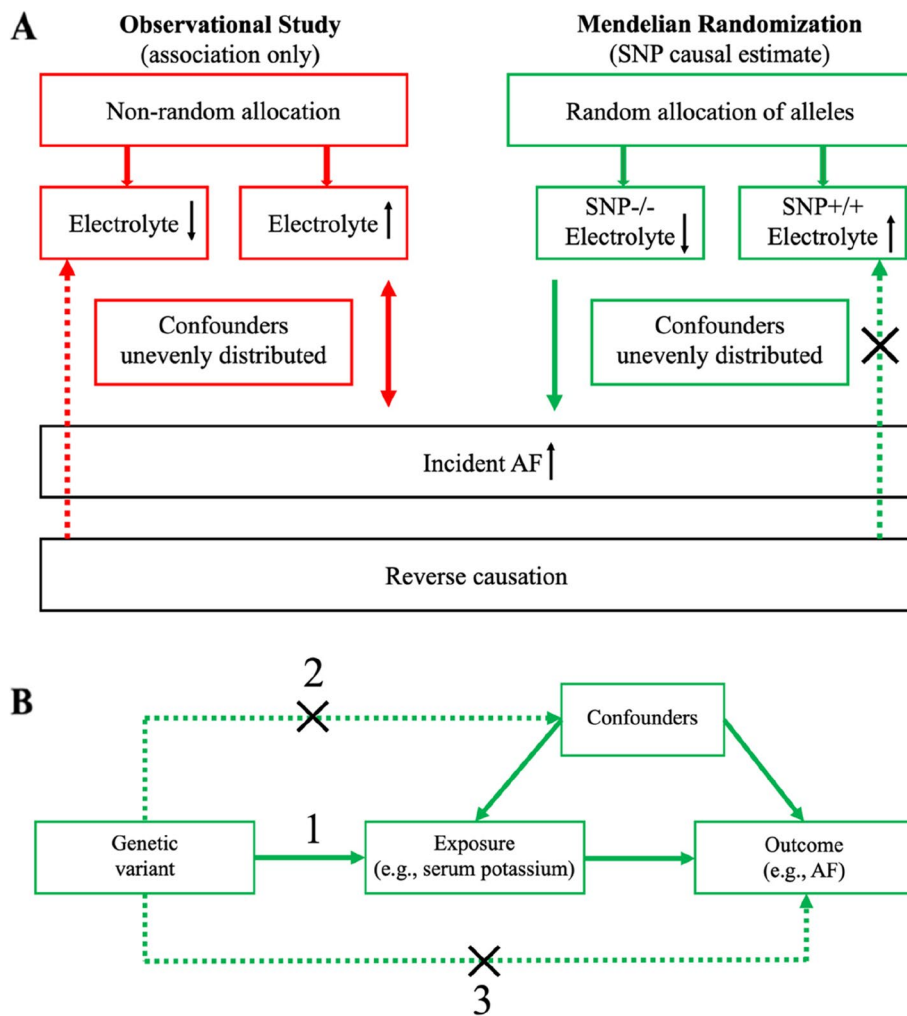 A
Observational Study
(association only)
Non-random allocation
Electrolyte
Electrolyte
Confounders
unevenly distributed
Mendelian Randomization
(SNP causal estimate)
Random allocation of alleles
SNP-/-
Electrolyte
SNP+/+
Electrolyte
Confounders
unevenly distributed
Incident AF
Reverse causation
B
2
Confounders
Genetic
variant
1
Exposure
(e.g., serum potassium)
Outcome
(e.g., AF)
3